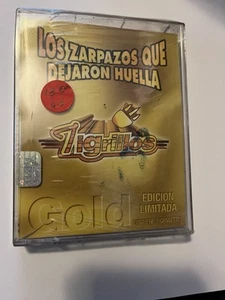 LOS ZARPAZOS QUE
DEJARON HUELLA
Tigrillos
Gold
EDICION
LIMITADA